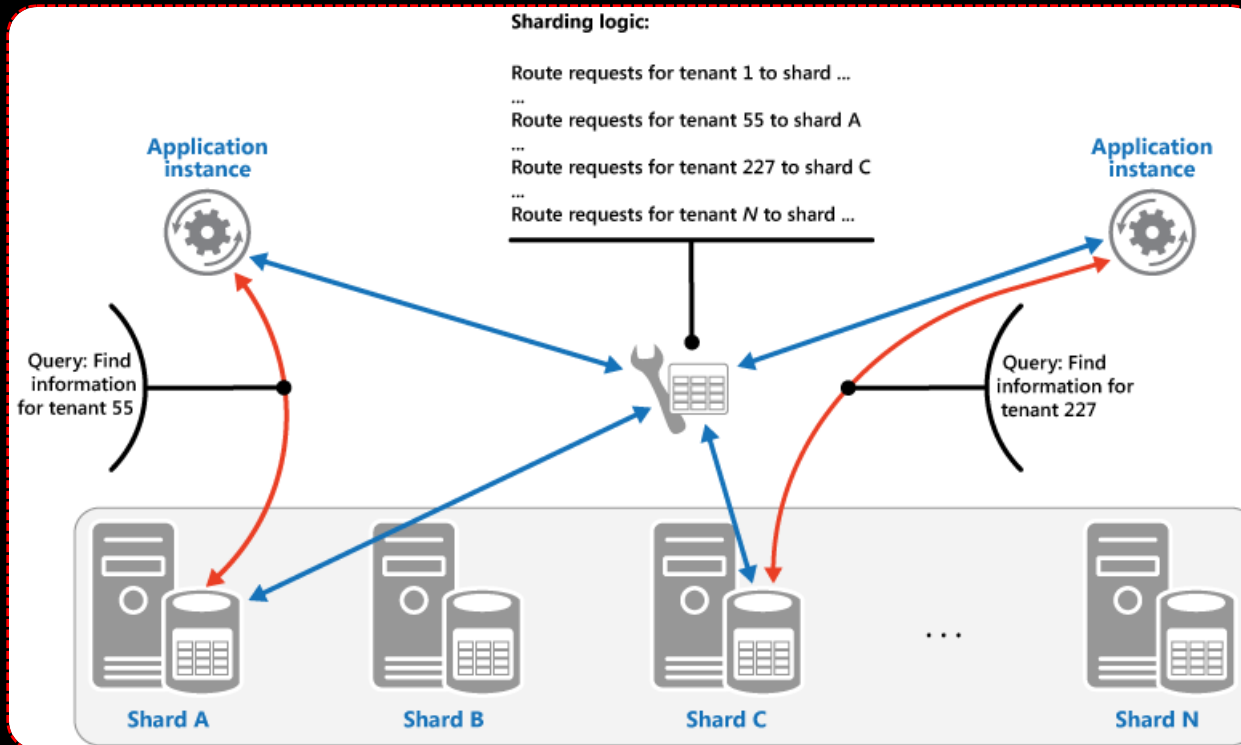 Sharding logic:
Route requests for tenant 1 to shard ...
...
Route requests for tenant 55 to shard A
...
Route requests for tenant 227 to shard C
...
Route requests for tenant N to shard ...
Application
instance
Application
instance
Query: Find
information
for tenant 55
Query: Find
information for
tenant 227
...
Shard A
Shard B
Shard C
Shard N